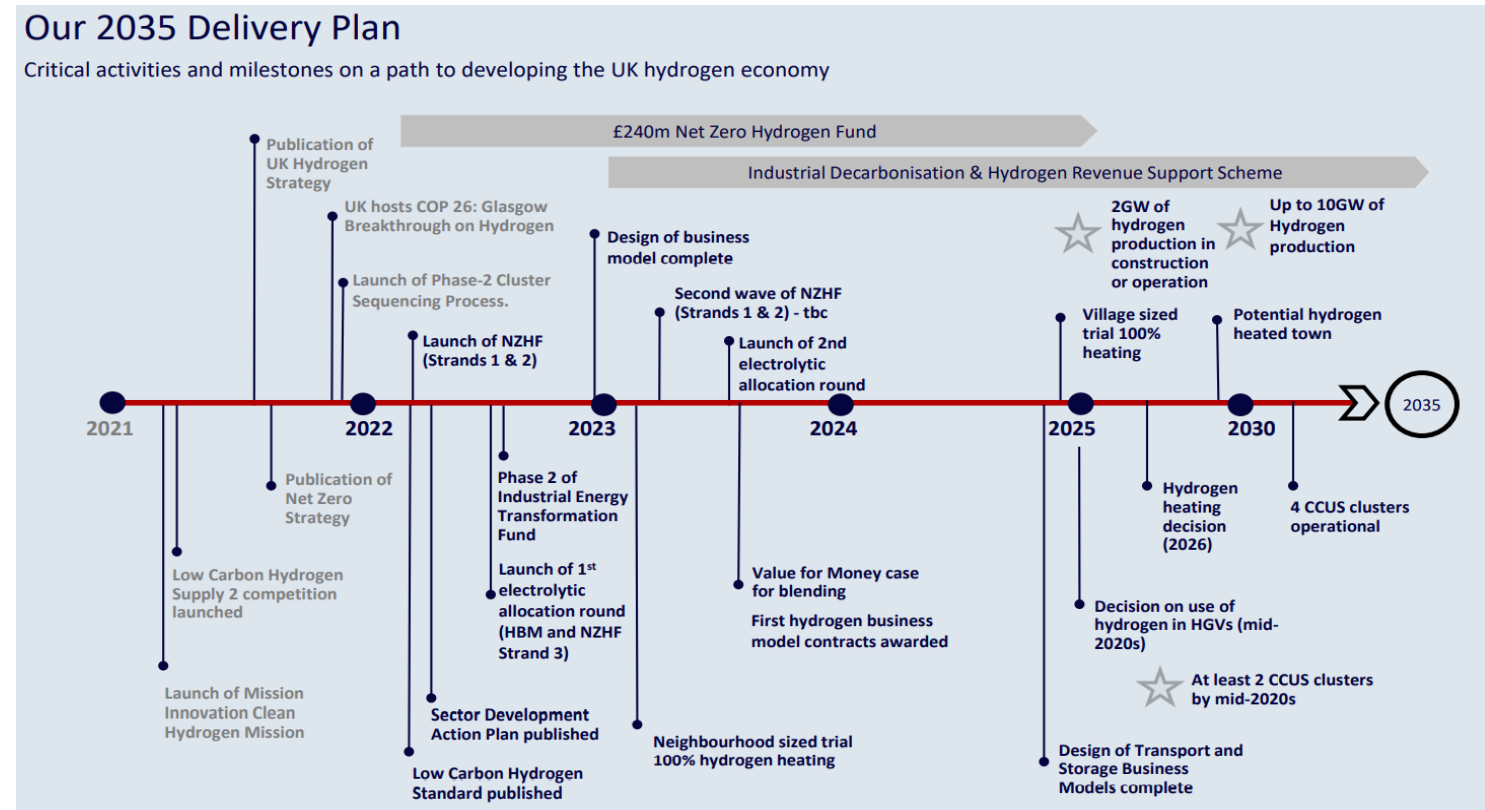 Our 2035 Delivery Plan
Critical activities and milestones on a path to developing the UK hydrogen economy
£240m Net Zero Hydrogen Fund
Industrial Decarbonisation & Hydrogen Revenue Support Scheme
Publication of
UK Hydrogen
Strategy
UK hosts COP 26: Glasgow
Breakthrough on Hydrogen
Launch of Phase-2 Cluster
Sequencing Process.
Launch of NZHF
(Strands 1 & 2)
Design of business
model complete
Second wave of NZHF
(Strands 1 & 2) - tbc
Launch of 2nd
electrolytic
allocation round
2GW of
hydrogen
production in
construction
or operation
Up to 10GW of
Hydrogen
production
Village sized
trial 100%
heating
Potential hydrogen
heated town
2021
2022
2023
2024
2025
2030
2035
Publication of
Net Zero
Strategy
Low Carbon Hydrogen
Supply 2 competition
launched
Launch of Mission
Innovation Clean
Hydrogen Mission
Phase 2 of
Industrial Energy
Transformation
Fund
Launch of 1st
electrolytic
allocation round
(HBM and NZHF
Strand 3)
Sector Development
Action Plan published
Low Carbon Hydrogen
Standard published
Neighbourhood sized trial
100% hydrogen heating
Value for Money case
for blending
First hydrogen business
model contracts awarded
Hydrogen
heating
decision
(2026)
4 CCUS clusters
operational
Decision on use of
hydrogen in HGVs (mid-
2020s)
At least 2 CCUS clusters
by mid-2020s
Design of Transport and
Storage Business
Models complete